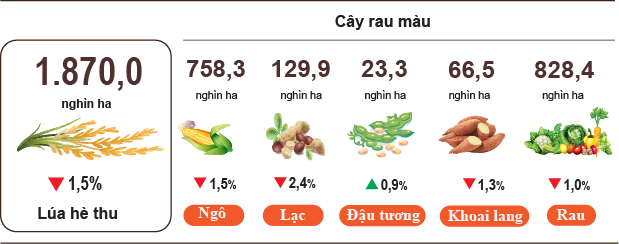 Cây rau màu
1.870,0
nghìn ha
1,5%
Lúa hè thu
758,3
nghìn ha
1,5%
Ngô
129,9
nghìn ha
2,4%
Lạc
23,3
nghìn ha
0,9%
Đậu tương
66,5
nghìn ha
1,3%
Khoai lang
828,4
nghìn ha
1,0%
Rau